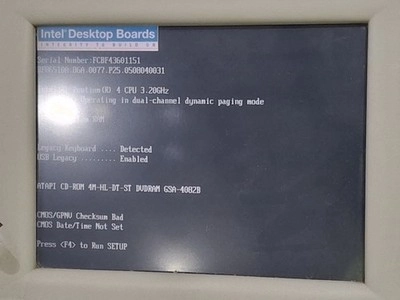 Intel® Desktop Boards
INTEGRITY TO BUILD ON
Serial Number:FCBF43601151
4 CPU 3.20GHz
operating in dual-channel dynamic paging mode
Legacy Keyboard .... Detected
USB Legacy ......... Enabled
ATAPI CD-ROM 4M-HL-DT-ST DVDRAM GSA-4082B
CMOS/GPNV Checksum Bad
CMOS Date/Time Not Set
Press <F4> to Run SETUP